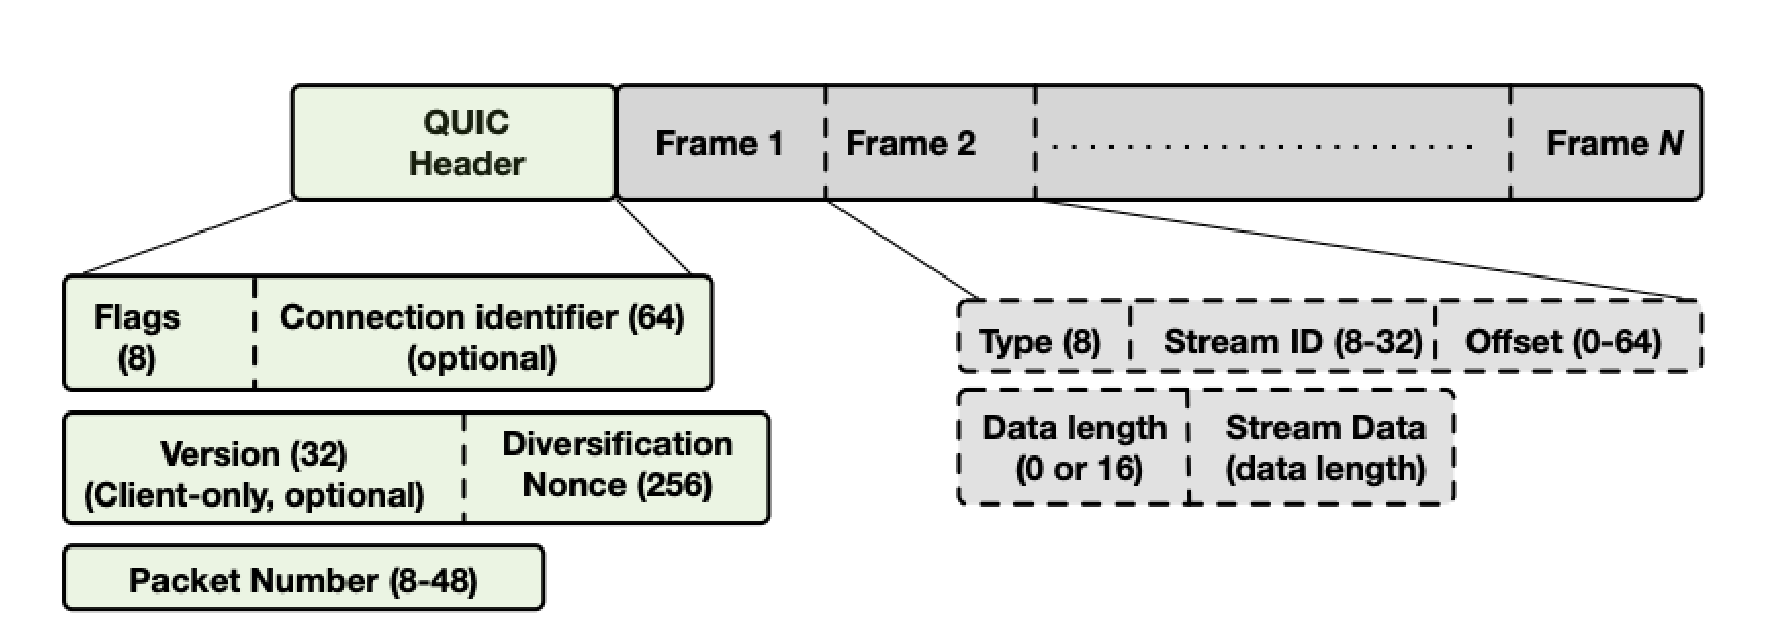 QUIC
Header
Frame 1
Frame 2
Frame N
Flags
(8)
Connection identifier (64)
(optional)
Version (32)
(Client-only, optional)
Diversification
Nonce (256)
Packet Number (8-48)
Type (8)
Stream ID (8-32)
Offset (0-64)
Data length
(0 or 16)
Stream Data
(data length)